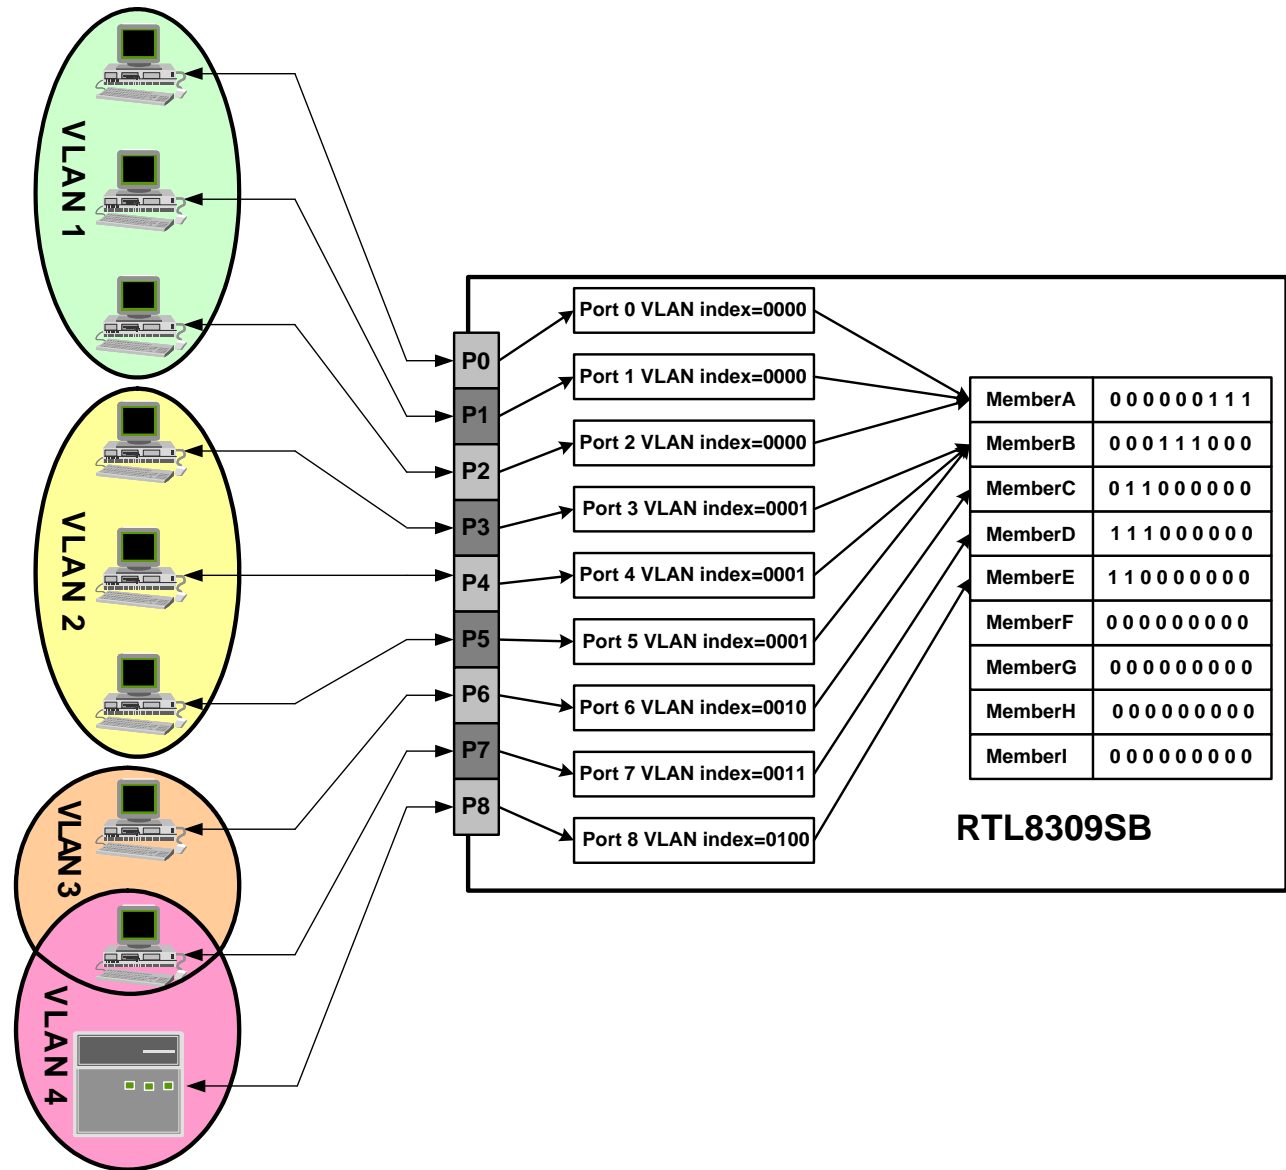 VLAN 1
VLAN 2
VLAN 3
VLAN 4
P0
P1
P2
P3
P4
P5
P6
P7
P8
Port 0 VLAN index=0000
Port 1 VLAN index=0000
Port 2 VLAN index=0000
Port 3 VLAN index=0001
Port 4 VLAN index=0001
Port 5 VLAN index=0001
Port 6 VLAN index=0010
Port 7 VLAN index=0011
Port 8 VLAN index=0100
MemberA 0 0 0 0 0 0 1 1 1
MemberB 0 0 0 1 1 1 0 0 0
MemberC 0 1 1 0 0 0 0 0 0
MemberD 1 1 1 0 0 0 0 0 0
MemberE 1 1 0 0 0 0 0 0 0
MemberF 0 0 0 0 0 0 0 0 0
MemberG 0 0 0 0 0 0 0 0 0
MemberH 0 0 0 0 0 0 0 0 0
MemberI 0 0 0 0 0 0 0 0 0
RTL8309SB